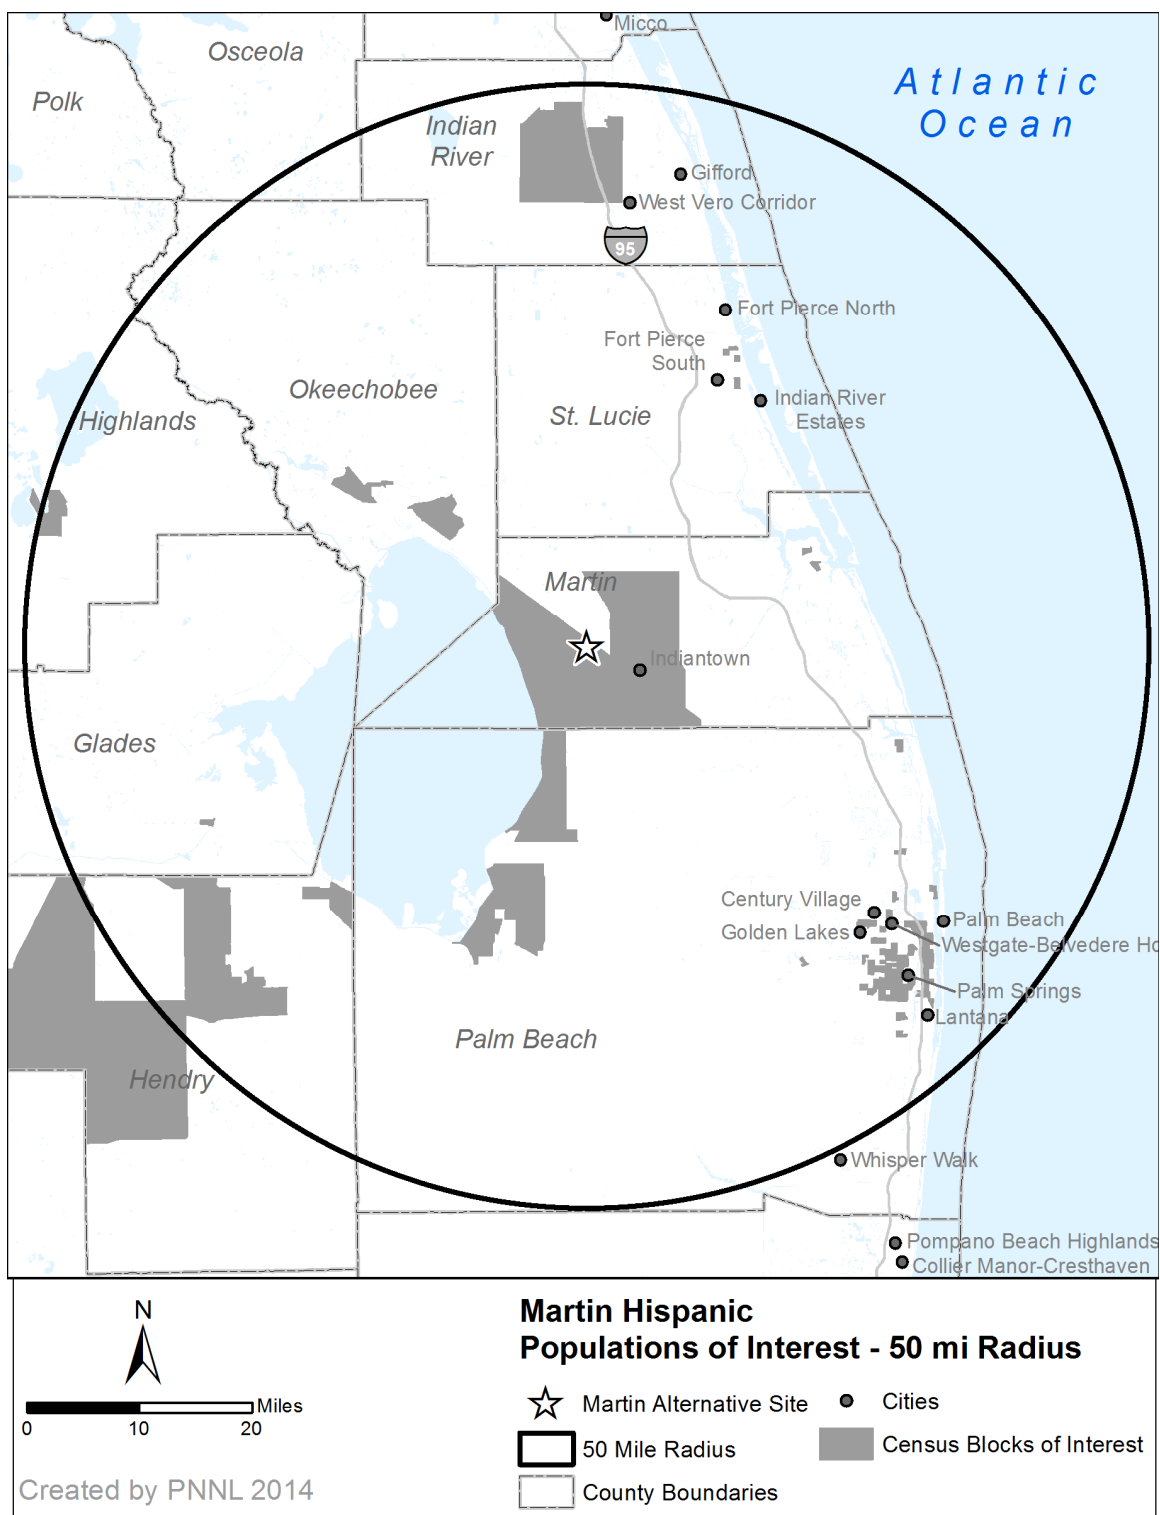 Micco
Osceola
Atlantic
Ocean
Polk
Indian
River
Gifford
West Vero Corridor
95
Fort Pierce North
Fort Pierce
South
Okeechobee
Indian River
Estates
St. Lucie
Highlands
Martin
Indiantown
Glades
Century Village
Palm Beach
Golden Lakes
Westgate-Belvedere Ho
Palm Springs
Lantana
Palm Beach
Hendry
Whisper Walk
Pompano Beach Highlands
Collier Manor-Cresthaven
N
Miles
0 10 20
Created by PNNL 2014
Martin Hispanic
Populations of Interest - 50 mi Radius
Martin Alternative Site
Cities
50 Mile Radius
Census Blocks of Interest
County Boundaries